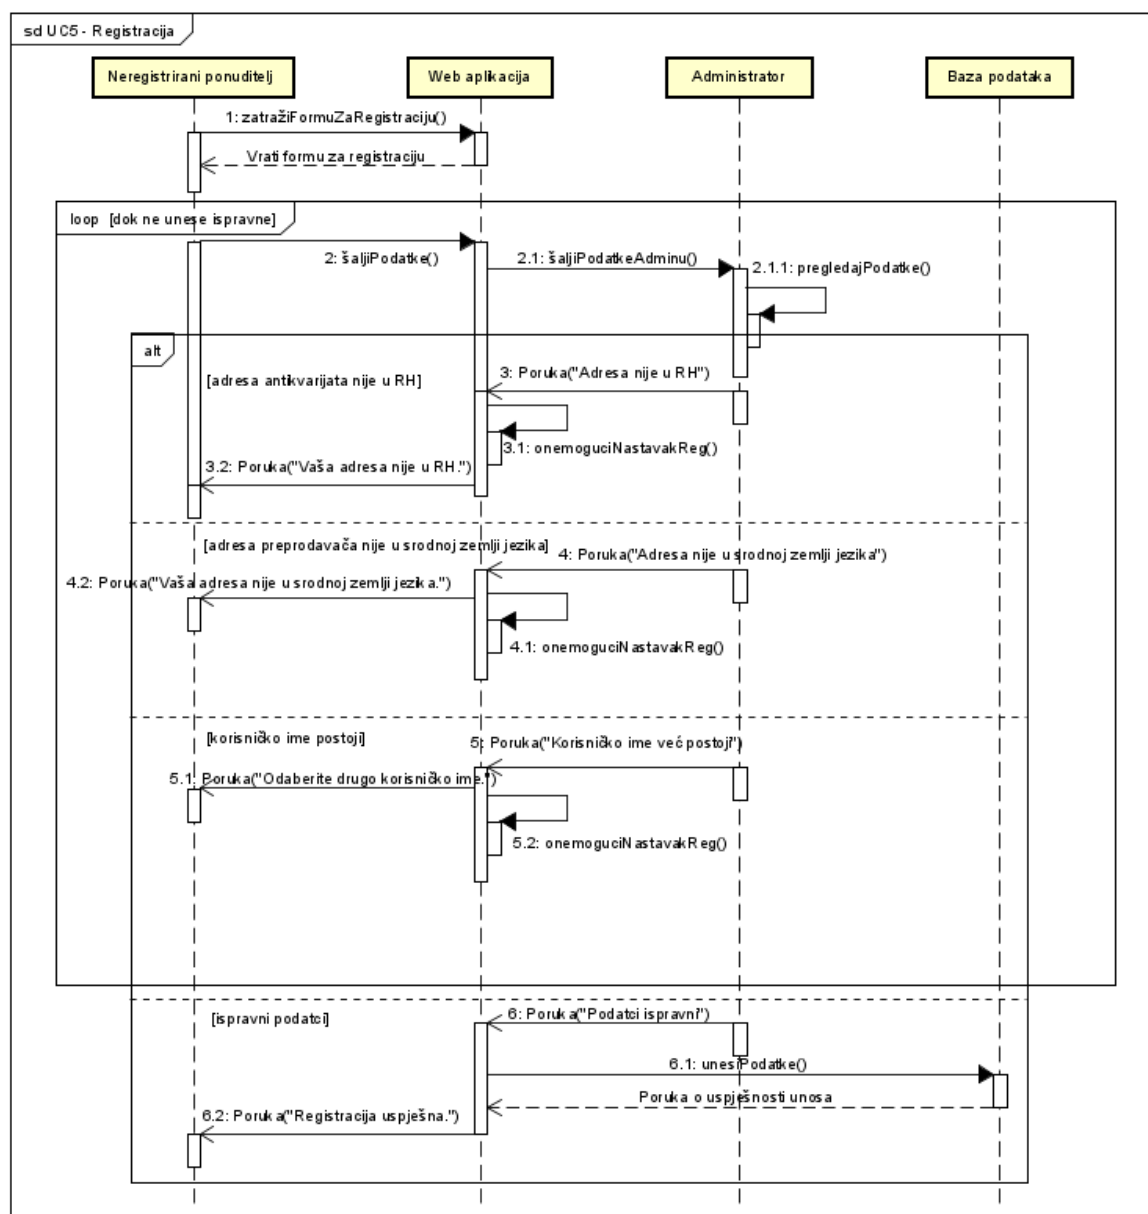 sd UC5 - Registracija
Neregistrirani ponuditelj
Web aplikacija
Administrator
Baza podataka
1: zatražiFormuZaRegistraciju()
Vrati formu za registraciju
loop [dok ne unese ispravne]
2: šaljiPodatke()
2.1: šaljiPodatkeAdminu()
2.1.1: pregledajPodatke()
alt
[adresa antikvarijata nije u RH]
3: Poruka("Adresa nije u RH")
3.1: onemoguciNastavakReg()
3.2: Poruka("Vaša adresa nije u RH.")
[adresa preprodavača nije u srodnoj zemlji jezika]
4: Poruka("Adresa nije u srodnoj zemlji jezika")
4.2: Poruka("Vaša adresa nije u srodnoj zemlji jezika.")
4.1: onemoguciNastavakReg()
[korisničko ime postoji]
5: Poruka("Korisničko ime već postoji")
5.1: Poruka("Odaberite drugo korisničko ime.")
5.2: onemoguciNastavakReg()
[ispravni podatci]
6: Poruka("Podatci ispravni")
6.1: unesiPodatke()
Poruka o uspješnosti unosa
6.2: Poruka("Registracija uspješna.")